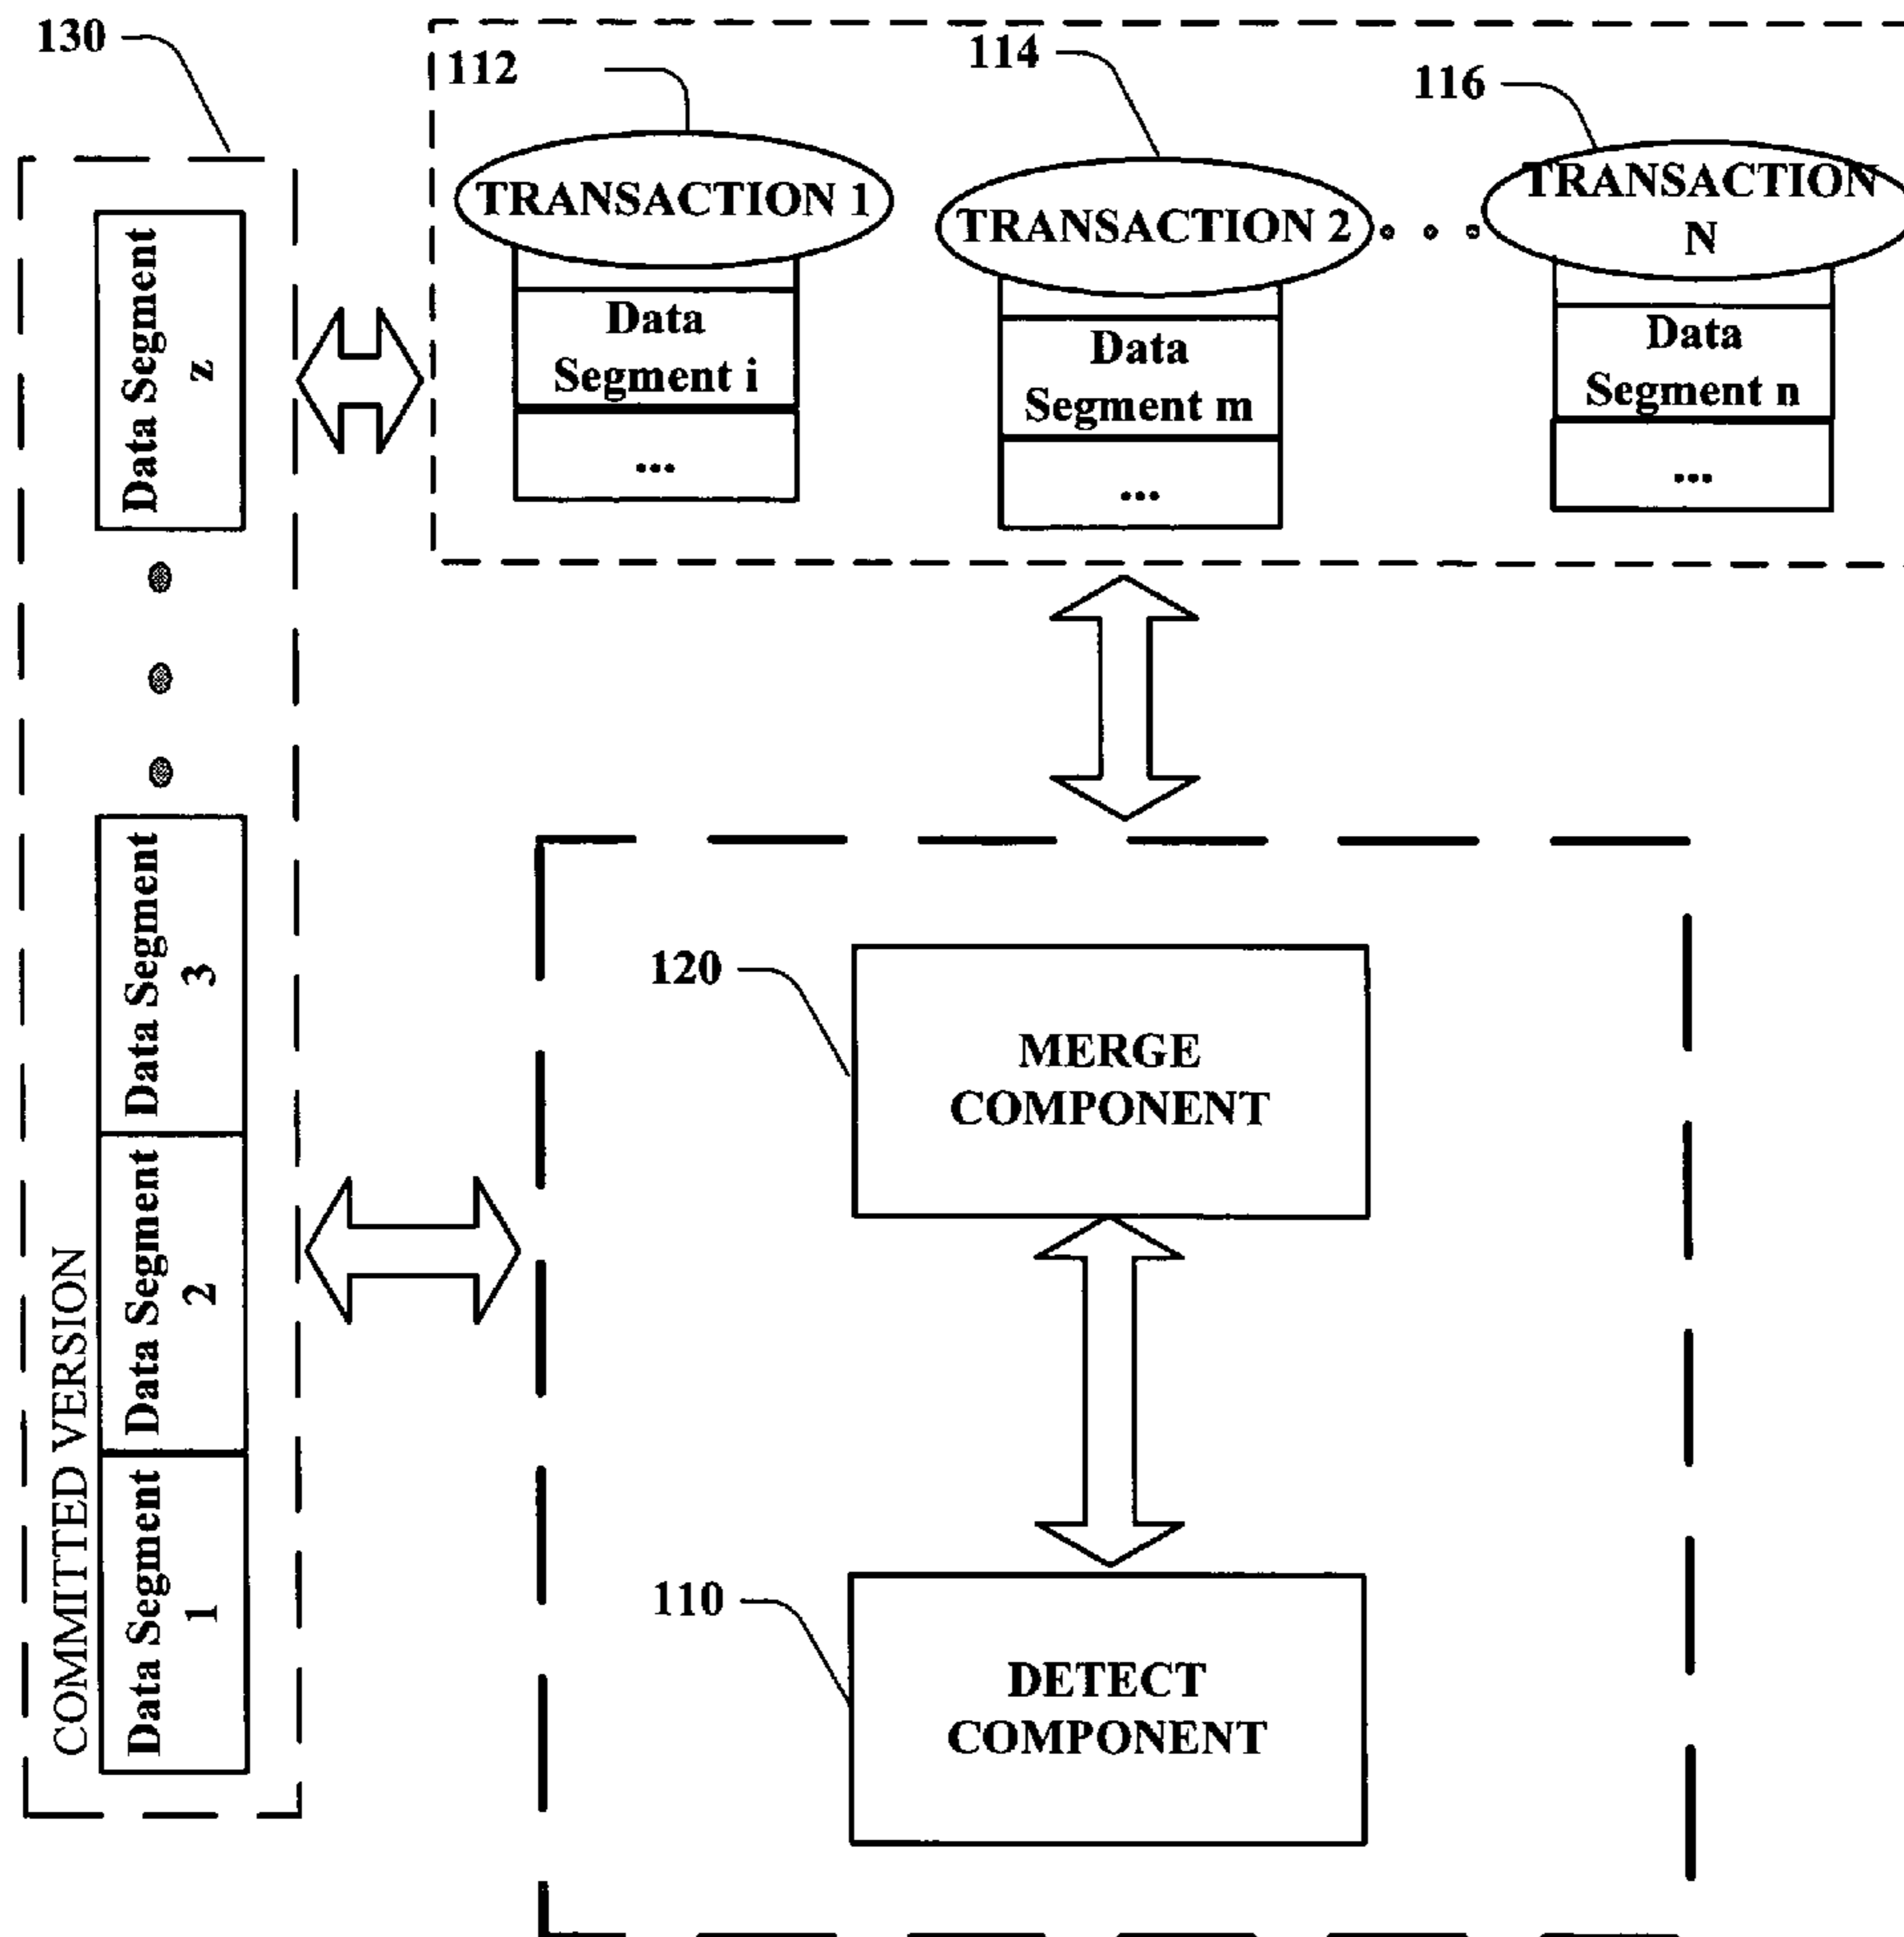 130
112
114
116
TRANSACTION 1
TRANSACTION 2
TRANSACTION
N
Data
Segment i
...
Data
Segment m
...
Data
Segment n
...
Data Segment
z
Data Segment
3
Data Segment
2
Data Segment
1
COMMITTED VERSION
120
MERGE
COMPONENT
110
DETECT
COMPONENT